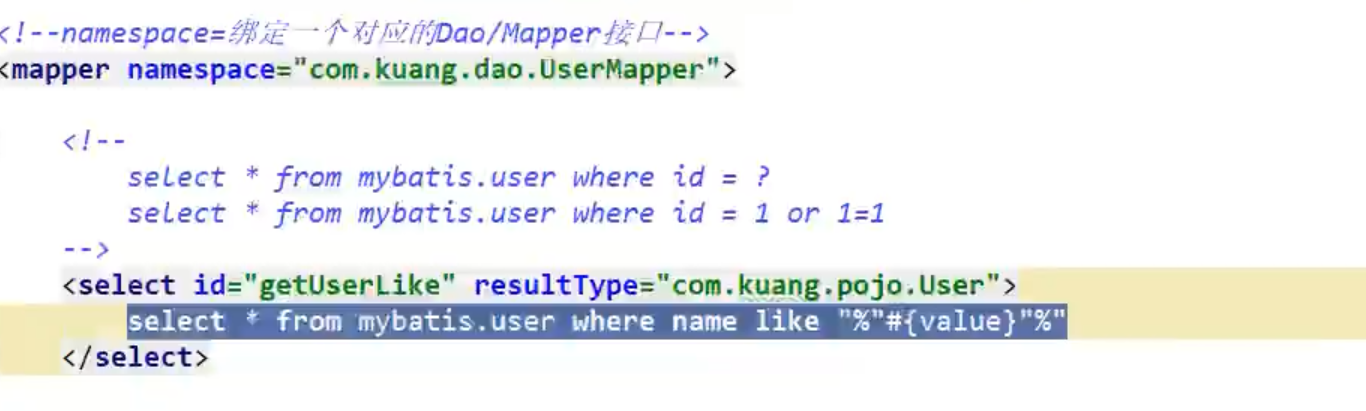 <!--namespace=绑定一个对应的Dao/Mapper接口-->
<mapper namespace="com.kuang.dao.UserMapper">
<!--
select * from mybatis.user where id = ?
select * from mybatis.user where id = 1 or 1=1
-->
<select id="getUserLike" resultType="com.kuang.pojo.User">
select * from mybatis.user where name like "%"#{value}"%"
</select>